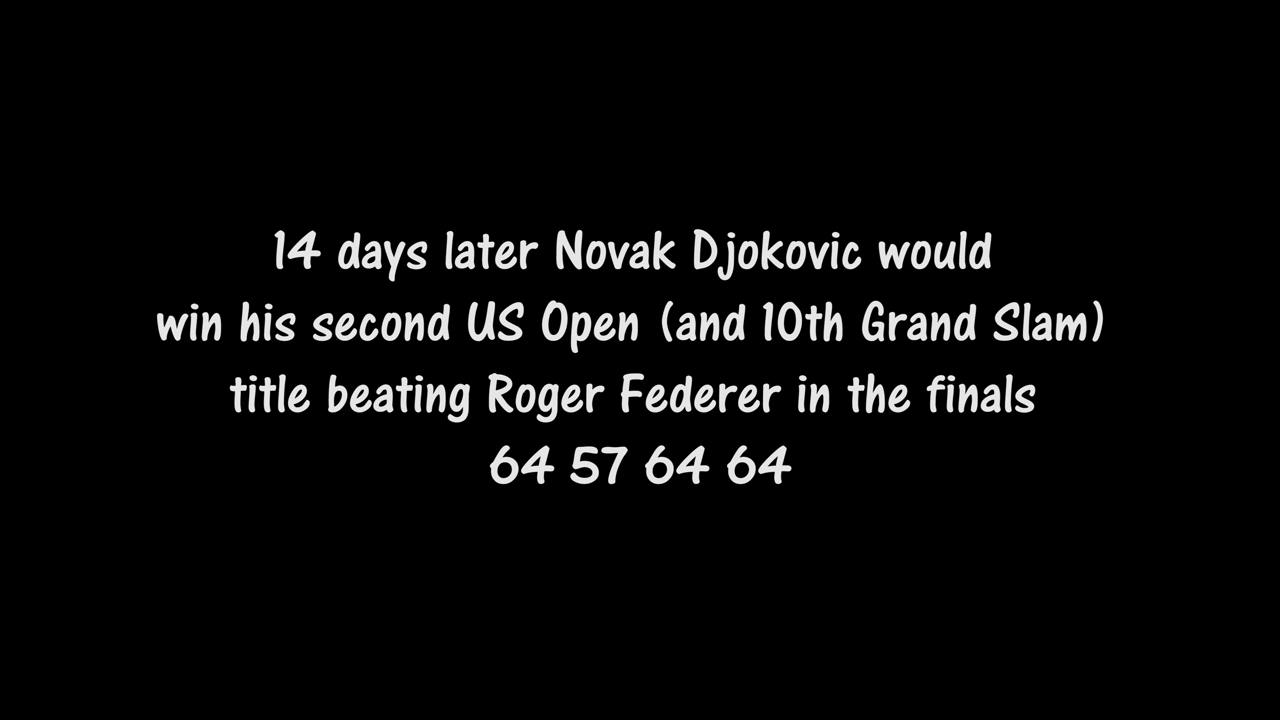 14 days later Novak Djokovic would
win his second US Open (and 10th Grand Slam)
title beating Roger Federer in the finals
64 57 64 64